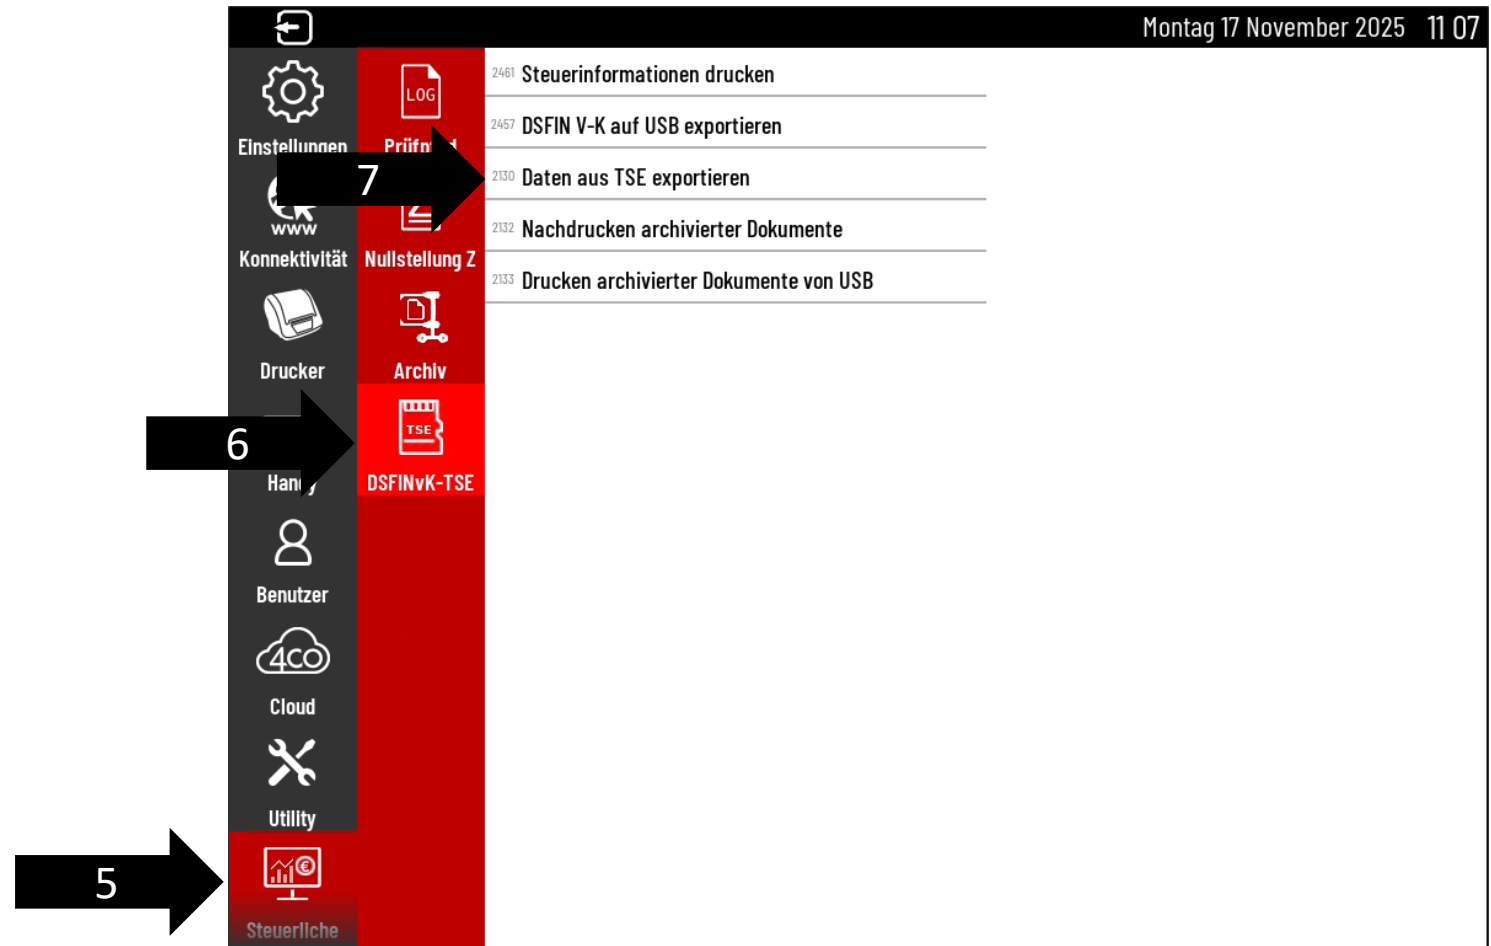 Montag 17 November 2025 11 07
Einstellungen
www
Konnektivität
Drucker
Cloud
4CO
Benutzer
Utility
Steuerliche
LOG
Nullstellung Z
Archiv
TSE
DSFINvK-TSE
2461 Steuerinformationen drucken
2457 DSFIN V-K auf USB exportieren
2130 Daten aus TSE exportieren
2132 Nachdrucken archivierter Dokumente
2133 Drucken archivierter Dokumente von USB
7
6
5